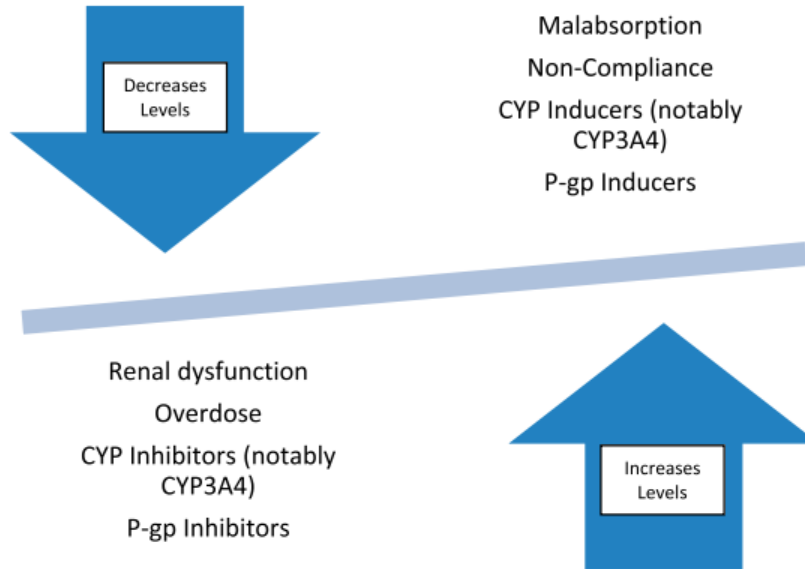 Decreases
Levels
Malabsorption
Non-Compliance
CYP Inducers (notably
CYP3A4)
P-gp Inducers
Renal dysfunction
Overdose
CYP Inhibitors (notably
CYP3A4)
P-gp Inhibitors
Increases
Levels